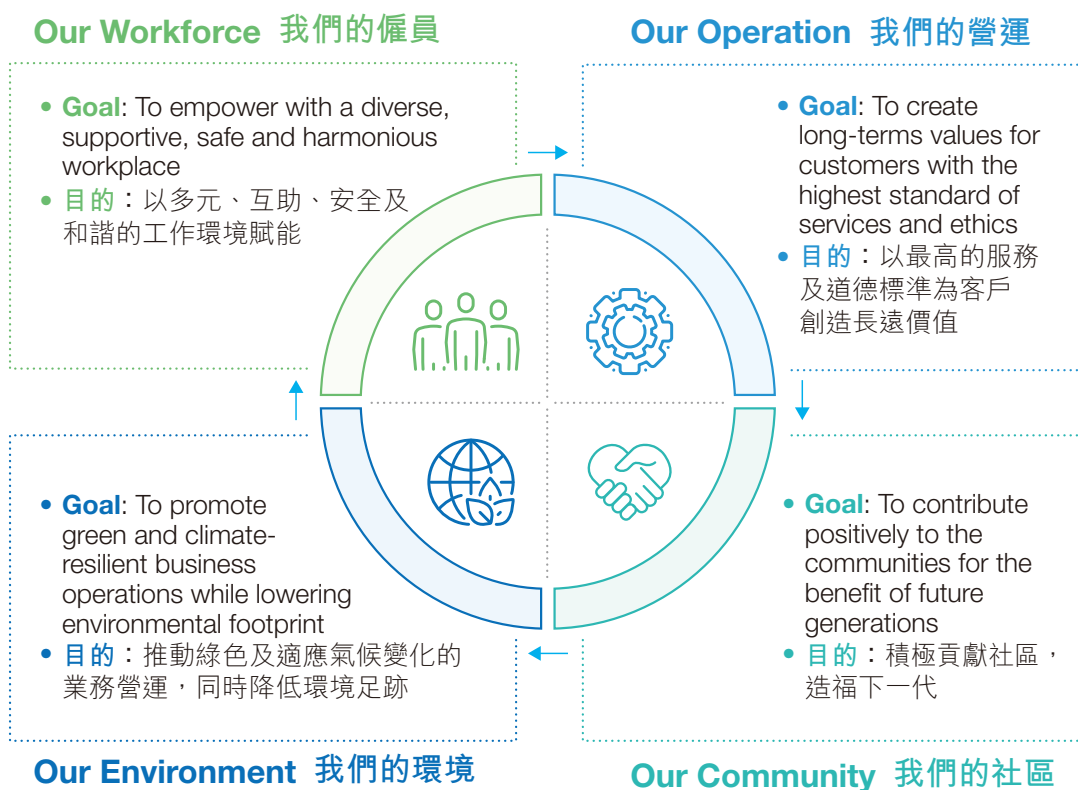 Our Workforce 我們的僱員
• Goal: To empower with a diverse,
supportive, safe and harmonious
workplace
• 目的：以多元、互助、安全及
和諧的工作環境賦能
Our Operation 我們的營運
• Goal: To create
long-terms values for
customers with the
highest standard of
services and ethics
• 目的：以最高的服務
及道德標準為客戶
創造長遠價值
• Goal: To promote
green and climate-
resilient business
operations while lowering
environmental footprint
• 目的：推動綠色及適應氣候變化的
業務營運，同時降低環境足跡
Our Environment 我們的環境
• Goal: To contribute
positively to the
communities for the
benefit of future
generations
• 目的：積極貢獻社區，
造福下一代
Our Community 我們的社區